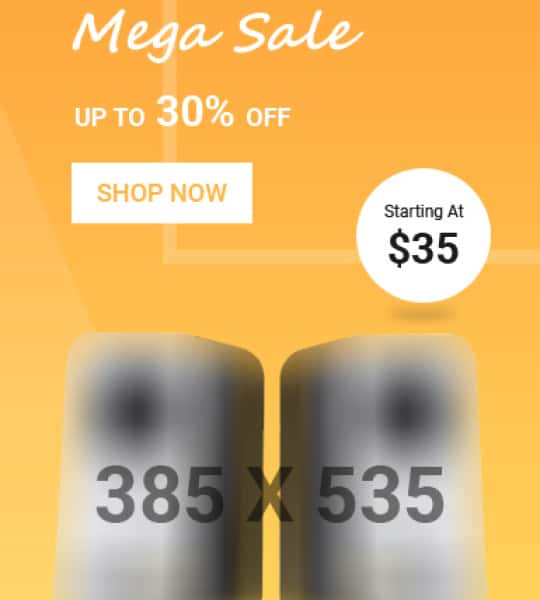 Mega Sale
UP TO 30% OFF
SHOP NOW
Starting At
$35
385 X 535